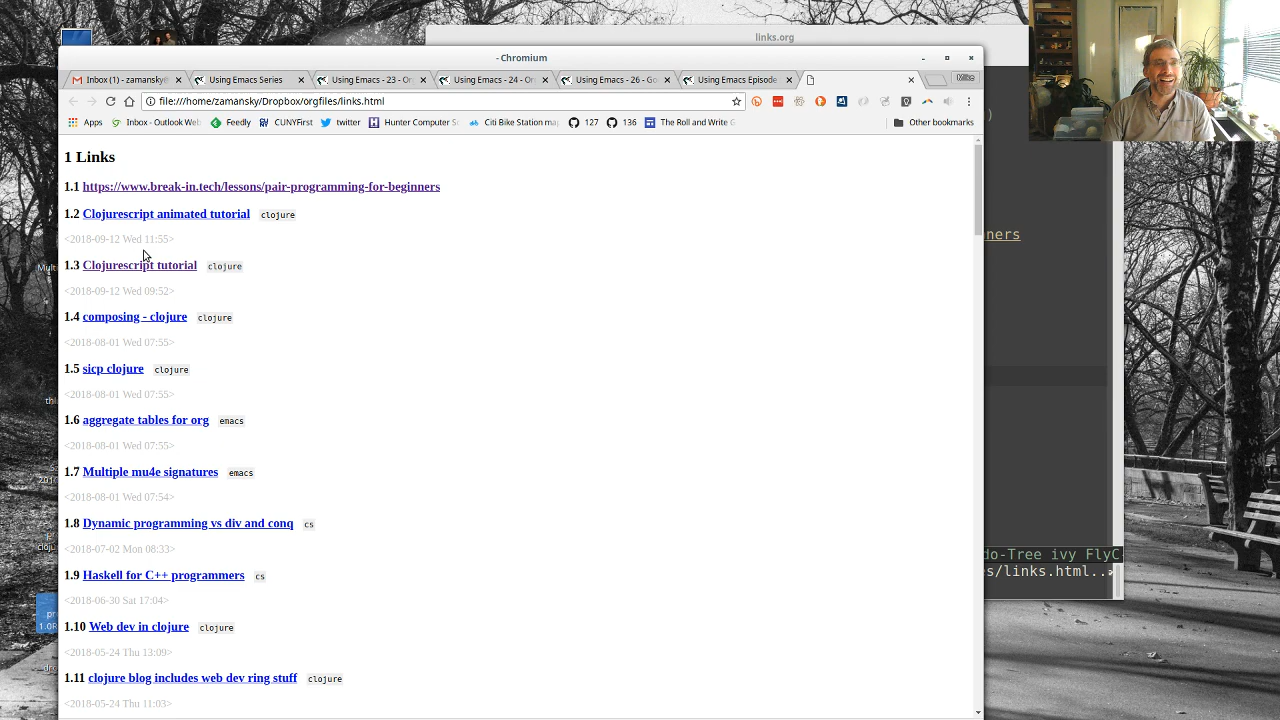 links.org
- Chromium
Inbox (1) - zamansky@
Using Emacs Series
Using Emacs - 23 - Or
Using Emacs - 24 - Or
Using Emacs - 26 - Go
Using Emacs Episode
Mike
file:///home/zamansky/Dropbox/orgfiles/links.html
Apps
Inbox - Outlook Web
Feedly
CUNYFirst
twitter
Hunter Computer S
Citi Bike Station map
127
136
The Roll and Write G
Other bookmarks
1 Links
1.1 https://www.break-in.tech/lessons/pair-programming-for-beginners
1.2 Clojurescript animated tutorial clojure
<2018-09-12 Wed 11:55>
1.3 Clojurescript tutorial clojure
<2018-09-12 Wed 09:52>
1.4 composing - clojure clojure
<2018-08-01 Wed 07:55>
1.5 sicp clojure clojure
<2018-08-01 Wed 07:55>
1.6 aggregate tables for org emacs
<2018-08-01 Wed 07:55>
1.7 Multiple mu4e signatures emacs
<2018-08-01 Wed 07:54>
1.8 Dynamic programming vs div and conq cs
<2018-07-02 Mon 08:33>
1.9 Haskell for C++ programmers cs
<2018-06-30 Sat 17:04>
1.10 Web dev in clojure clojure
<2018-05-24 Thu 13:09>
1.11 clojure blog includes web dev ring stuff clojure
<2018-05-24 Thu 11:03>
)
ners
do-Tree ivy FlyC
s/links.html..